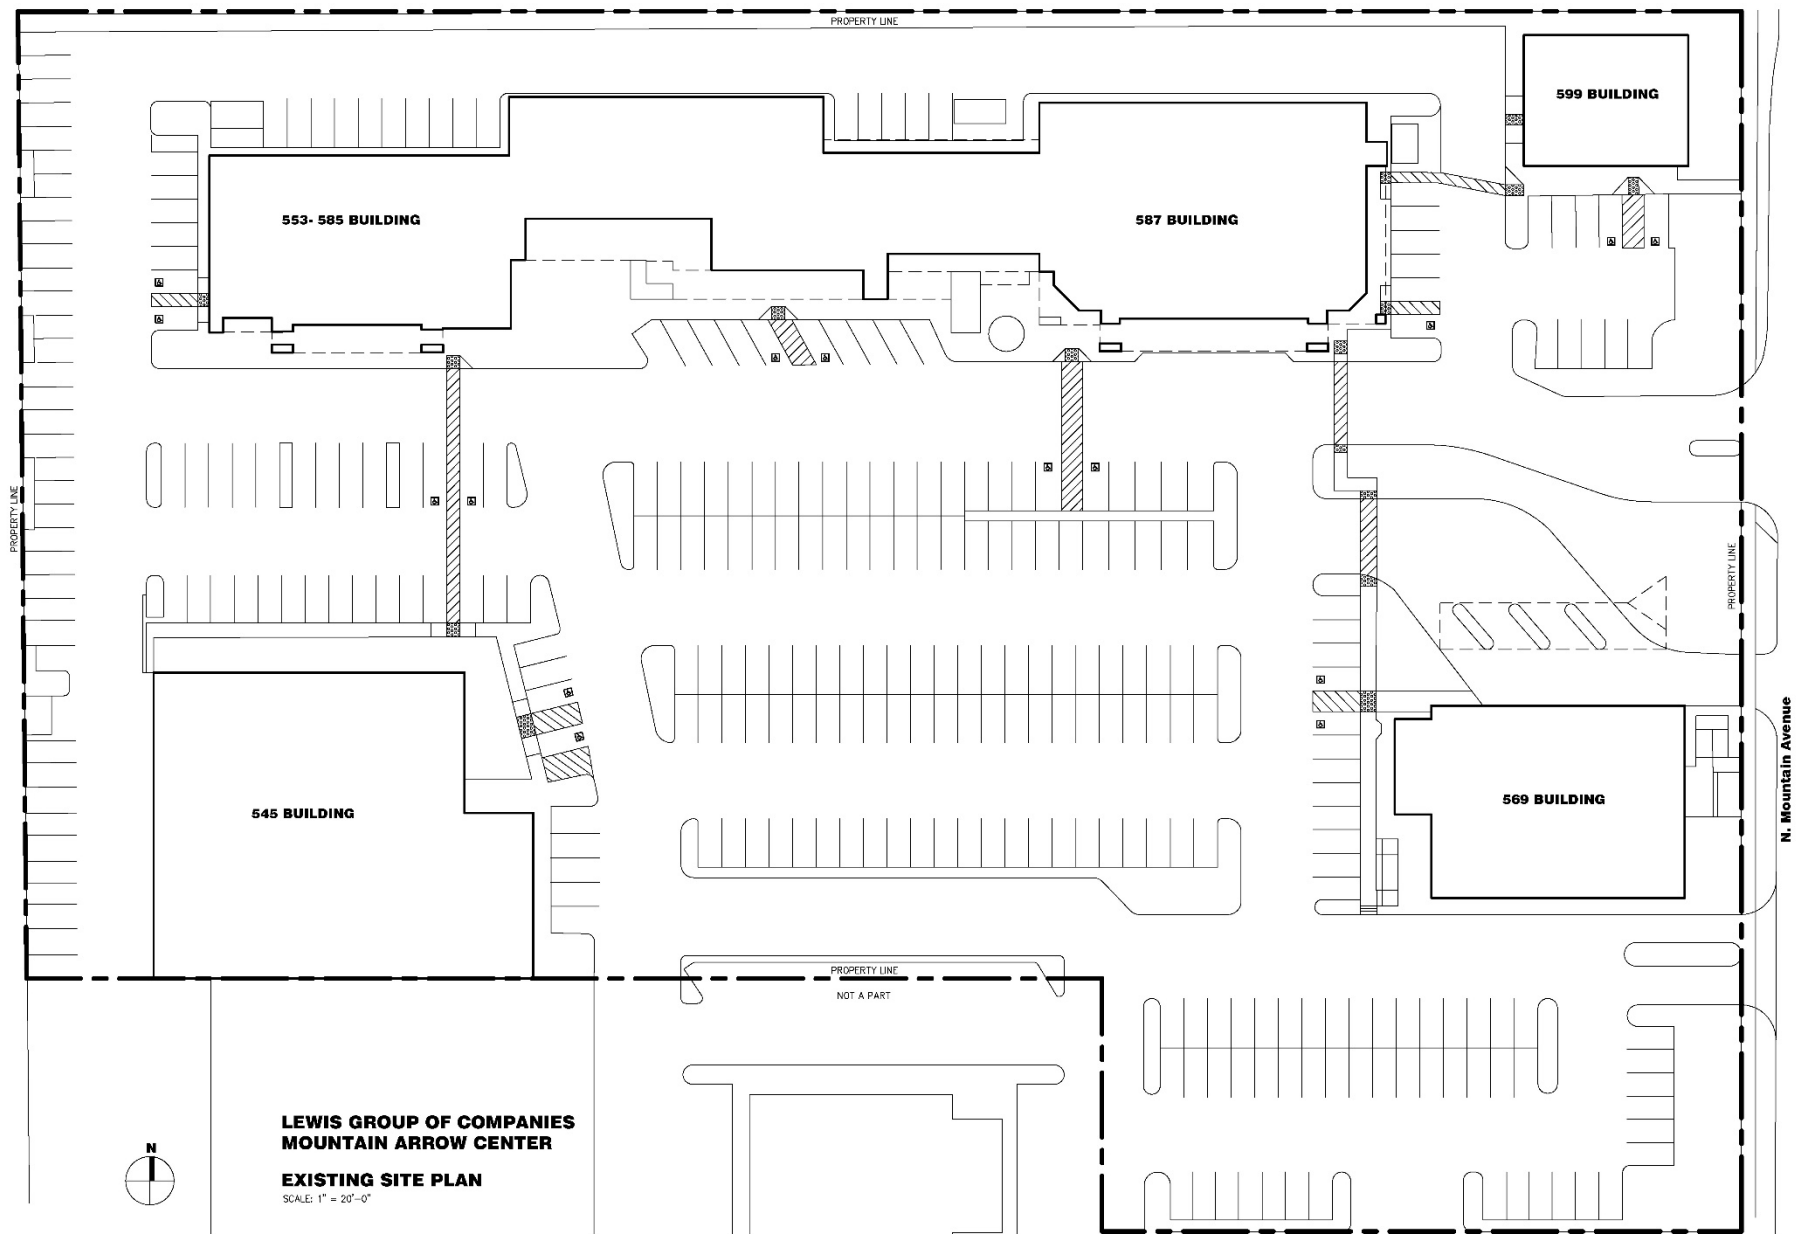 PROPERTY LINE
599 BUILDING
553- 585 BUILDING
587 BUILDING
PROPERTY LINE
PROPERTY LINE
N. Mountain Avenue
545 BUILDING
569 BUILDING
PROPERTY LINE
NOT A PART
LEWIS GROUP OF COMPANIES
MOUNTAIN ARROW CENTER
N
EXISTING SITE PLAN
SCALE: 1" = 20'-0"